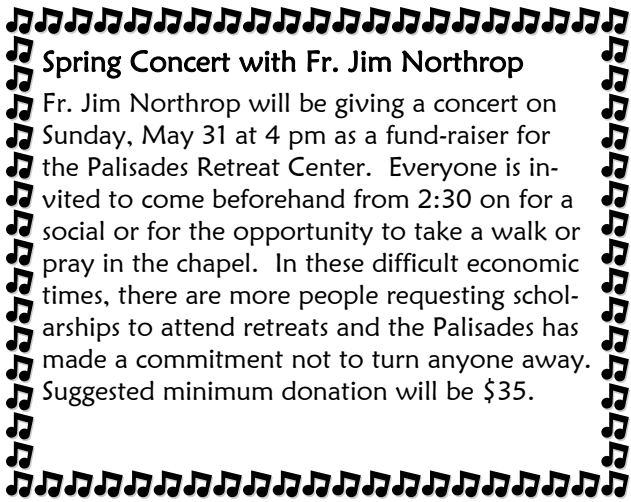 Spring Concert with Fr. Jim Northrop
Fr. Jim Northrop will be giving a concert on
Sunday, May 31 at 4 pm as a fund-raiser for
the Palisades Retreat Center.  Everyone is in-
vited to come beforehand from 2:30 on for a
social or for the opportunity to take a walk or
pray in the chapel.  In these difficult economic
times, there are more people requesting schol-
arships to attend retreats and the Palisades has
made a commitment not to turn anyone away.
Suggested minimum donation will be $35.